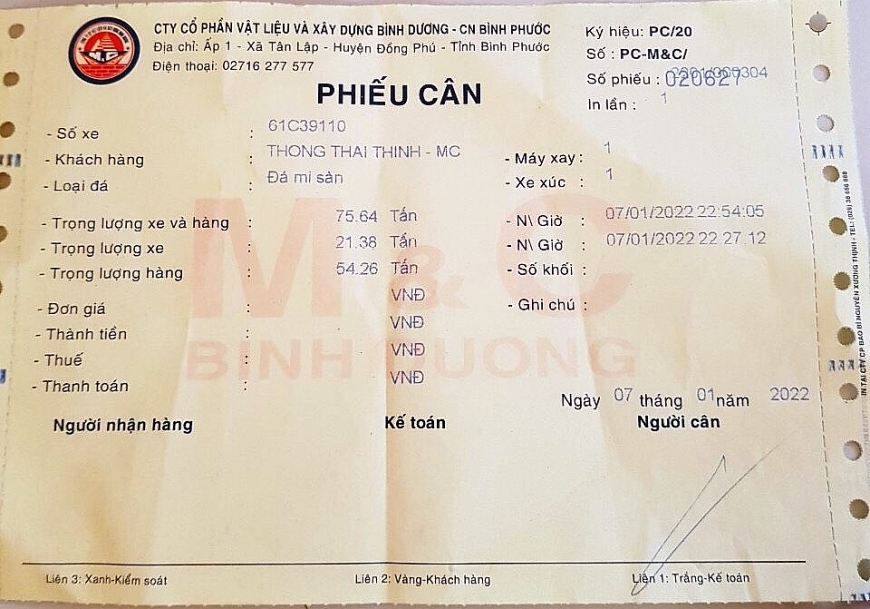 CTY CỔ PHẦN VẬT LIỆU VÀ XÂY DỰNG BÌNH DƯƠNG - CN BÌNH PHƯỚC
Địa chỉ: Ấp 1 - Xã Tân Lập - Huyện Đồng Phú - Tỉnh Bình Phước
Điện thoại: 02716 277 577
Ký hiệu: PC/20
Số : PC-M&C/
Số phiếu : 020627
In lần : 1
PHIẾU CÂN
- Số xe : 61C39110
- Khách hàng : THONG THAI THINH - MC
- Loại đá : Đá mi sàn
- Máy xay : 1
- Xe xúc : 1
- Trọng lượng xe và hàng : 75.64 Tấn
- Trọng lượng xe : 21.38 Tấn
- Trọng lượng hàng : 54.26 Tấn
- N\ Giờ : 07/01/2022 22:54:05
- N\ Giờ : 07/01/2022 22:27:12
- Số khối :
- Ghi chú :
- Đơn giá : VNĐ
- Thành tiền : VNĐ
- Thuế : VNĐ
- Thanh toán : VNĐ
M&C
BINH DUONG
Ngày 07 tháng 01 năm 2022
Người nhận hàng
Kế toán
Người cân
Liên 3: Xanh-Kiểm soát
Liên 2: Vàng-Khách hàng
Liên 1: Trắng-Kế toán